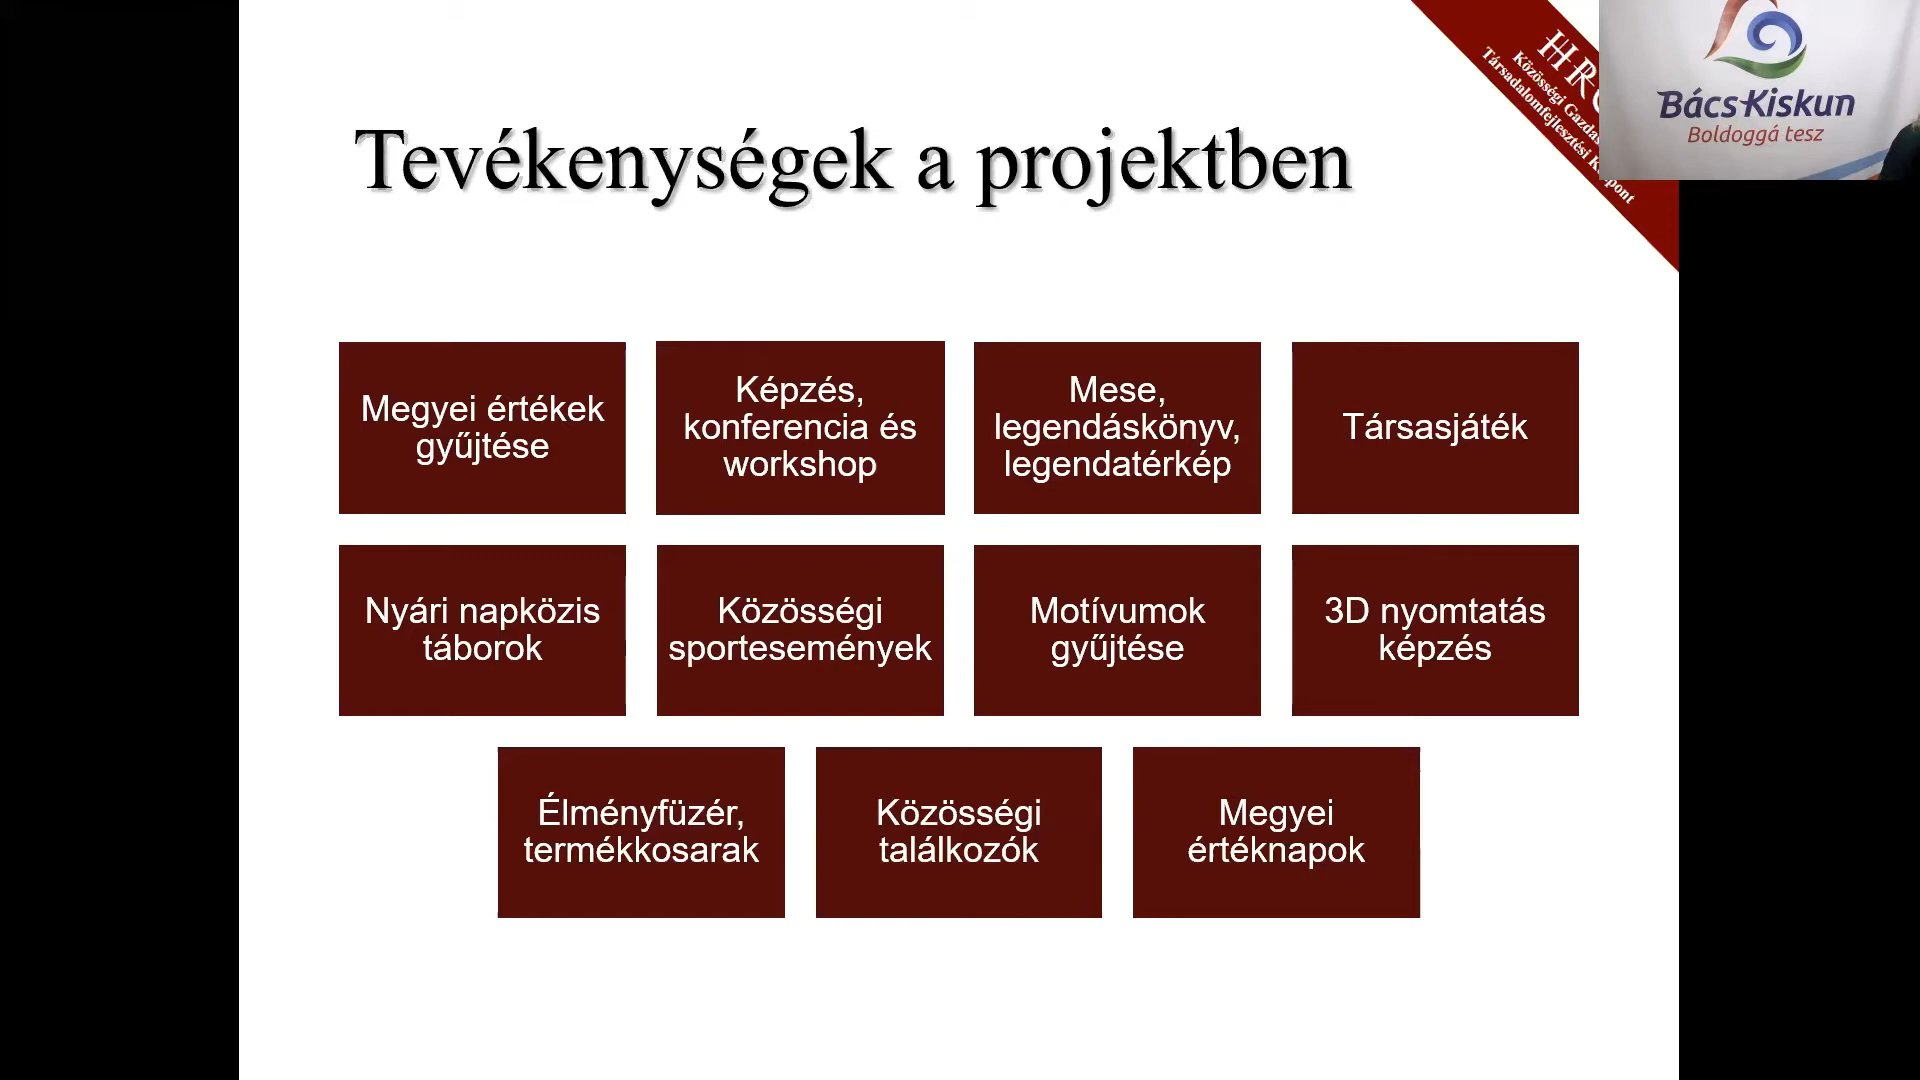 Tevékenységek a projektben
Közösségi
Társadalomfejlesztési
Bács-Kiskun
Boldoggá tesz
Megyei értékek
gyűjtése
Képzés,
konferencia és
workshop
Mese,
legendáskönyv,
legendatérkép
Társasjáték
Nyári napközis
táborok
Közösségi
sportesemények
Motívumok
gyűjtése
3D nyomtatás
képzés
Élményfüzér,
termékkosarak
Közösségi
találkozók
Megyei
értéknapok